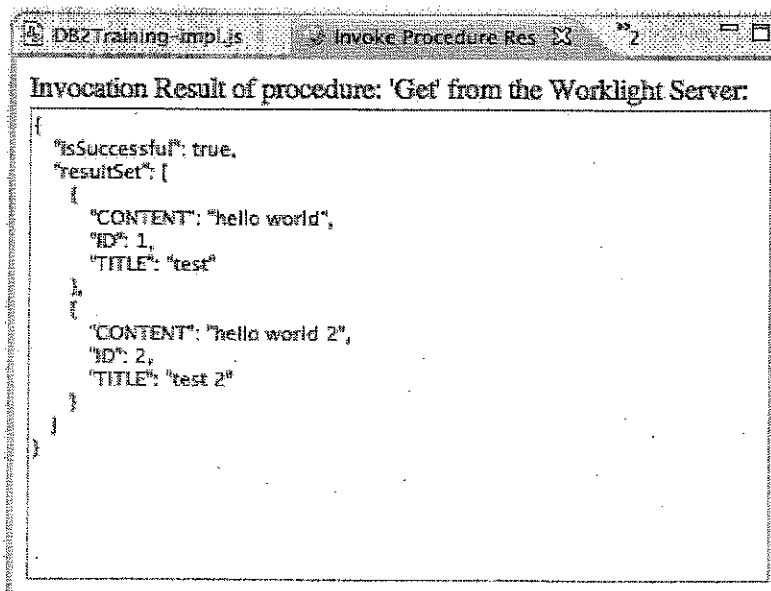 DB2Training-impl.js
Invoke Procedure Res
»2
Invocation Result of procedure: 'Get' from the Worklight Server:
{
"isSuccessful": true,
"resultSet": [
{
"CONTENT": "hello world",
"ID": 1,
"TITLE": "test"
},
{
"CONTENT": "hello world 2",
"ID": 2,
"TITLE": "test 2"
}
]
}